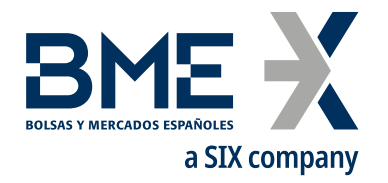 BME
BOLSAS Y MERCADOS ESPAÑOLES
a SIX company